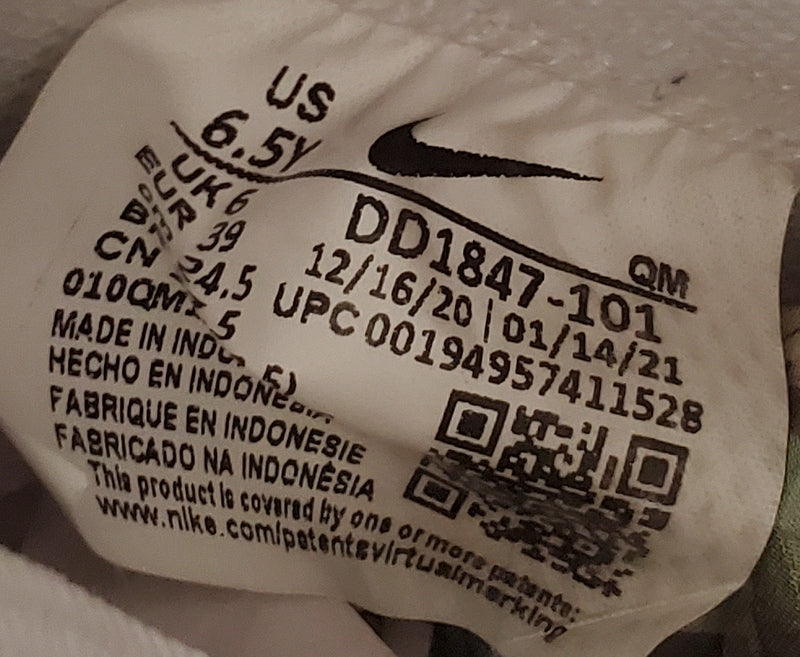 US
6.5Y
UK 6
EUR 39
CN
24.5
QM
DD1847-101
12/16/20 | 01/14/21
UPC 00194957411528
MADE IN
HECHO EN INDONESIA
FABRIQUE EN INDONESIE
FABRICADO NA INDONÉSIA
This product is covered by one or more patents:
www.nike.com/patentsvirtualmarking